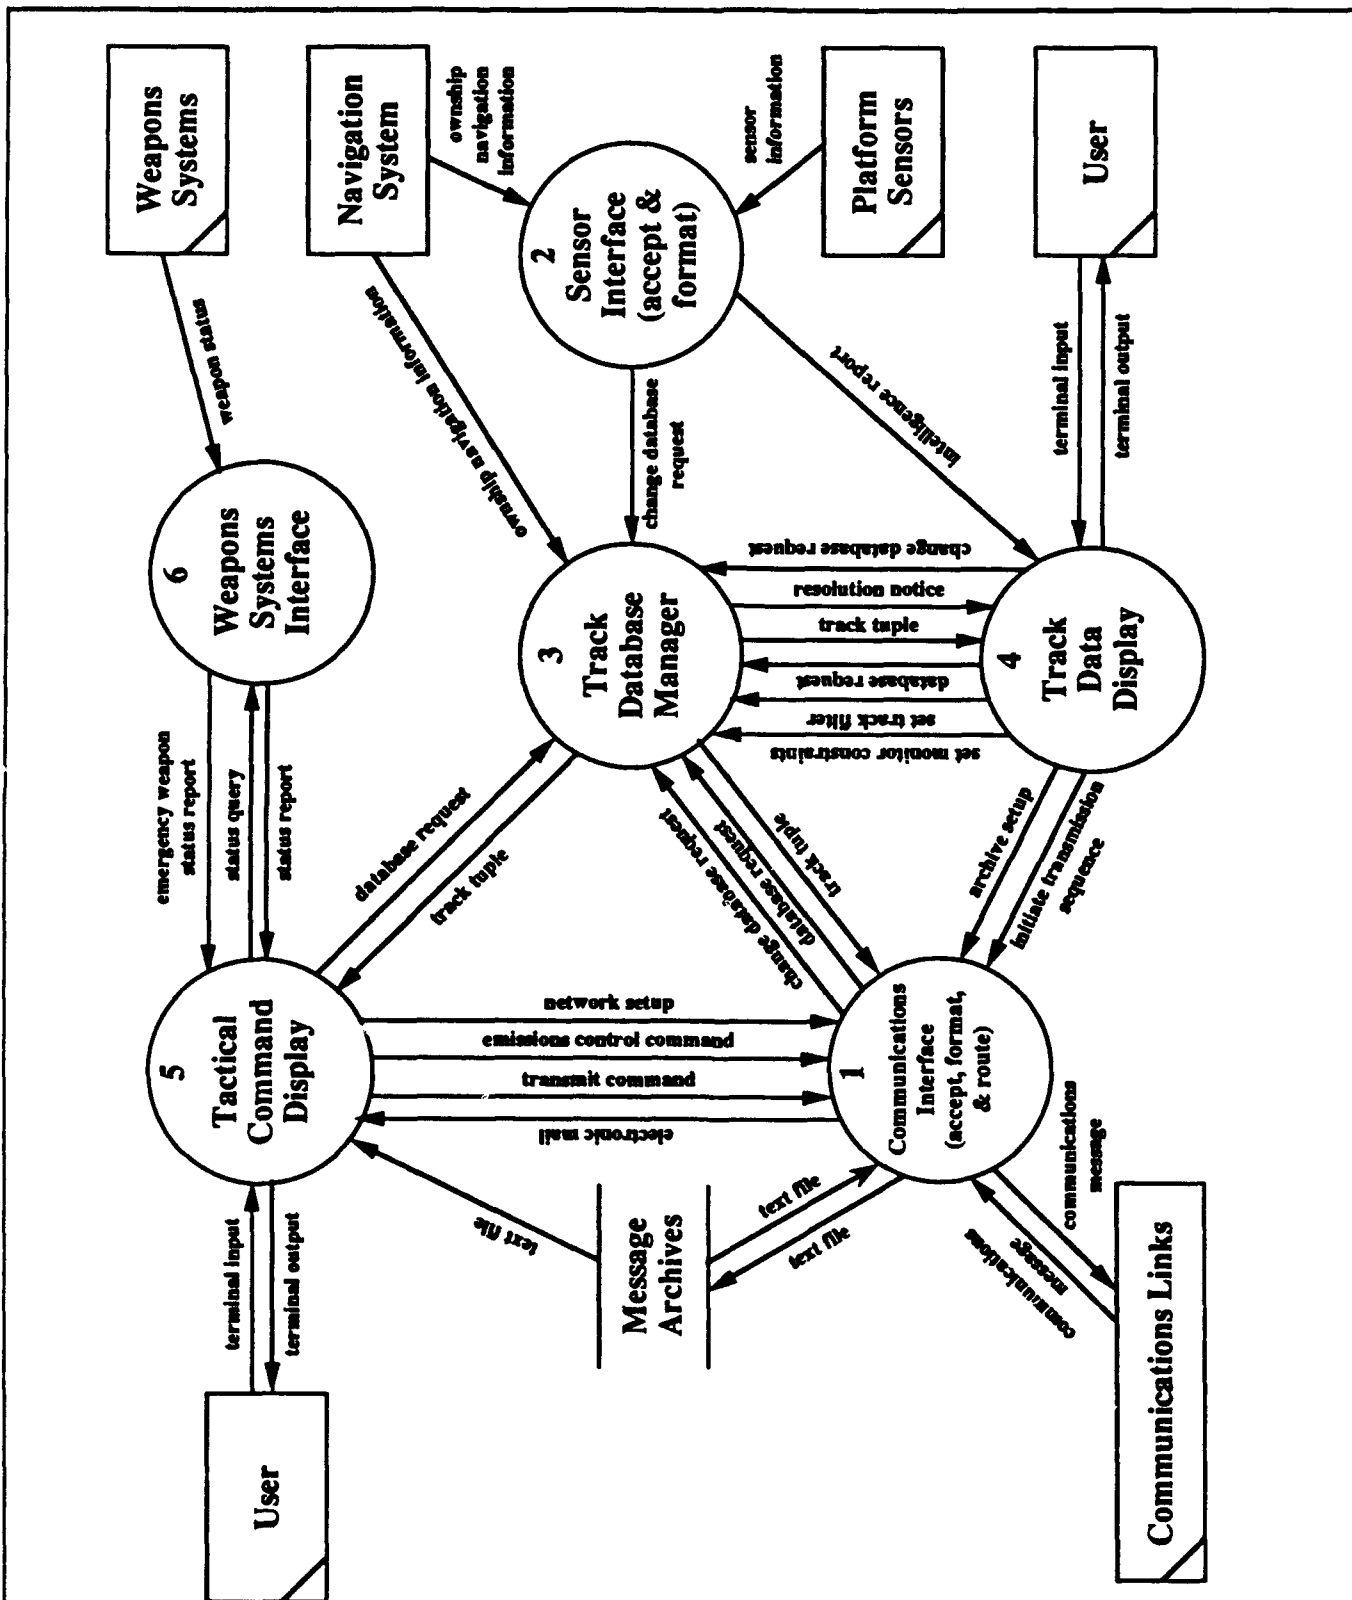 Weapons
Systems
Navigation
System
Platform
Sensors
User
ownship
navigation
information
sensor
information
weapon status
ownship navigation information
2
Sensor
Interface
(accept &
format)
intelligence report
change database
request
terminal input
terminal output
6
Weapons
Systems
Interface
3
Track
Database
Manager
4
Track
Data
Display
change database request
resolution notice
track tuple
database request
set track filter
set monitor constraints
emergency weapon
status report
status query
status report
database request
track tuple
change database request
database request
track tuple
archive setup
initiate transmission
sequence
5
Tactical
Command
Display
network setup
emissions control command
transmit command
electronic mail
1
Communications
Interface
(accept, format,
& route)
terminal input
terminal output
text file
Message
Archives
text file
text file
communications
message
communications
message
User
Communications Links